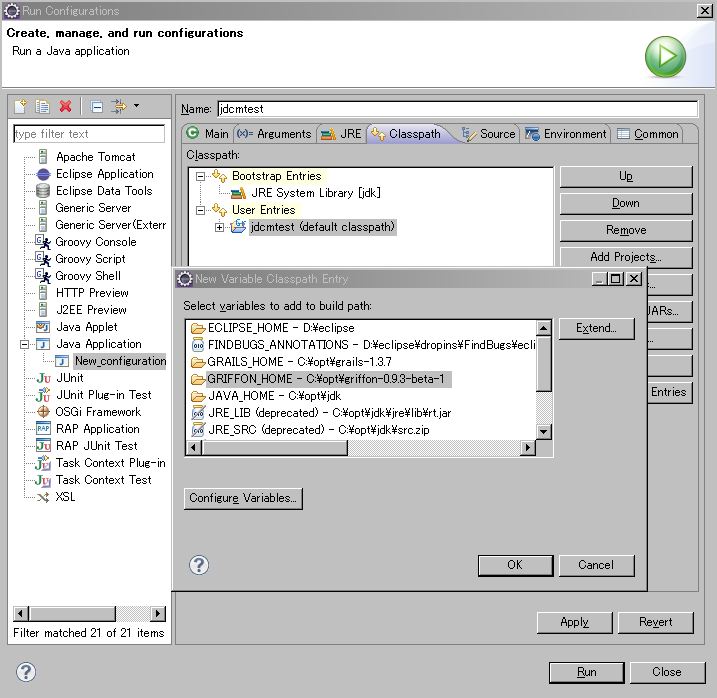 Run Configurations
Create, manage, and run configurations
Run a Java application
type filter text
Apache Tomcat
Eclipse Application
Eclipse Data Tools
Generic Server
Generic Server(Extern
Groovy Console
Groovy Script
Groovy Shell
HTTP Preview
J2EE Preview
Java Applet
Java Application
New_configuration
JUnit
JUnit Plug-in Test
OSGi Framework
RAP Application
RAP JUnit Test
Task Context Plug-in
Task Context Test
XSL
Filter matched 21 of 21 items
Name: jdcmtest
Main (x)= Arguments JRE Classpath Source Environment Common
Classpath:
Bootstrap Entries
JRE System Library [jdk]
User Entries
jdcmtest (default classpath)
Up
Down
Remove
Add Projects...
...
JARs...
...
Entries
New Variable Classpath Entry
Select variables to add to build path:
ECLIPSE_HOME - D:¥eclipse
FINDBUGS_ANNOTATIONS - D:¥eclipse¥dropins¥FindBugs¥ecli
GRAILS_HOME - C:¥opt¥grails-1.3.7
GRIFFON_HOME - C:¥opt¥griffon-0.9.3-beta-1
JAVA_HOME - C:¥opt¥jdk
JRE_LIB (deprecated) - C:¥opt¥jdk¥jre¥lib¥rt.jar
JRE_SRC (deprecated) - C:¥opt¥jdk¥src.zip
Extend...
Configure Variables...
OK Cancel
Apply Revert
Run Close